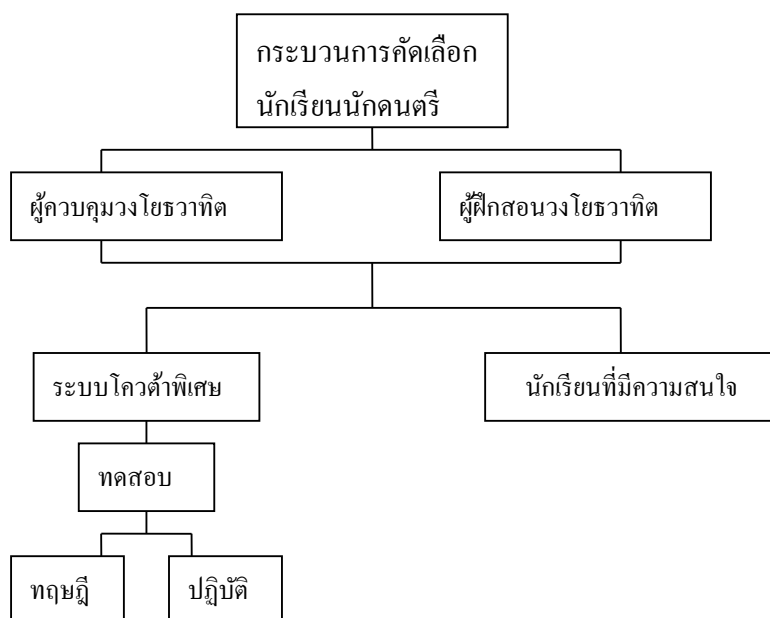 กระบวนการคัดเลือก
นักเรียนนักดนตรี
ผู้ควบคุมวงโยธวาทิต
ผู้ฝึกสอนวงโยธวาทิต
ระบบโควต้าพิเศษ
นักเรียนที่มีความสนใจ
ทดสอบ
ทฤษฎี
ปฏิบัติ